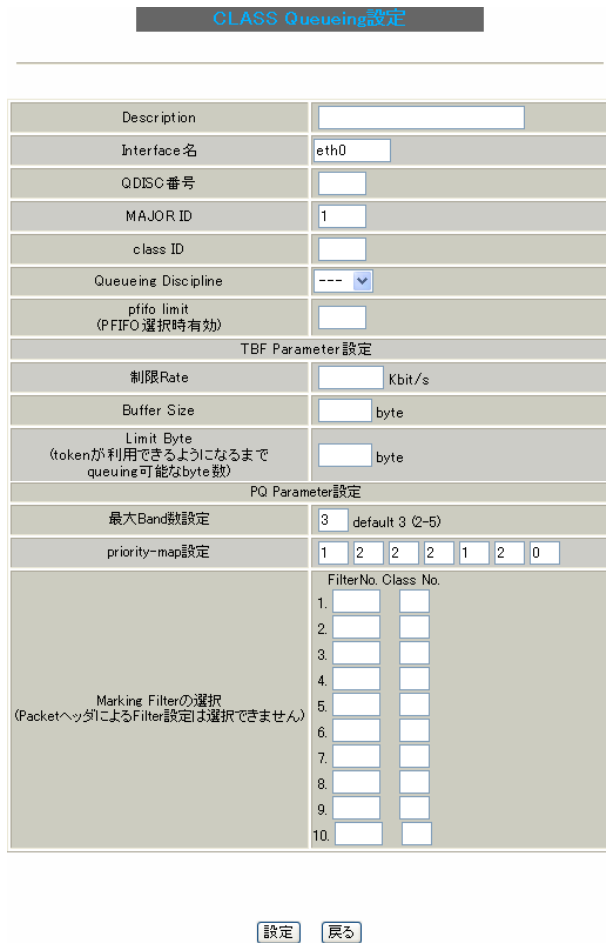 CLASS Queueing設定
Description
Interface名 eth0
QDISC番号
MAJOR ID 1
class ID
Queueing Discipline ---
pfifo limit
(PFIFO選択時有効)
TBF Parameter設定
制限Rate Kbit/s
Buffer Size byte
Limit Byte
(tokenが利用できるようになるまで
queuing可能なbyte数) byte
PQ Parameter設定
最大Band数設定 3 default 3 (2-5)
priority-map設定 1 2 2 2 1 2 0
FilterNo. Class No.
1.
2.
3.
4.
Marking Filterの選択
(PacketヘッダによるFilter設定は選択できません)
5.
6.
7.
8.
9.
10.
設定 戻る